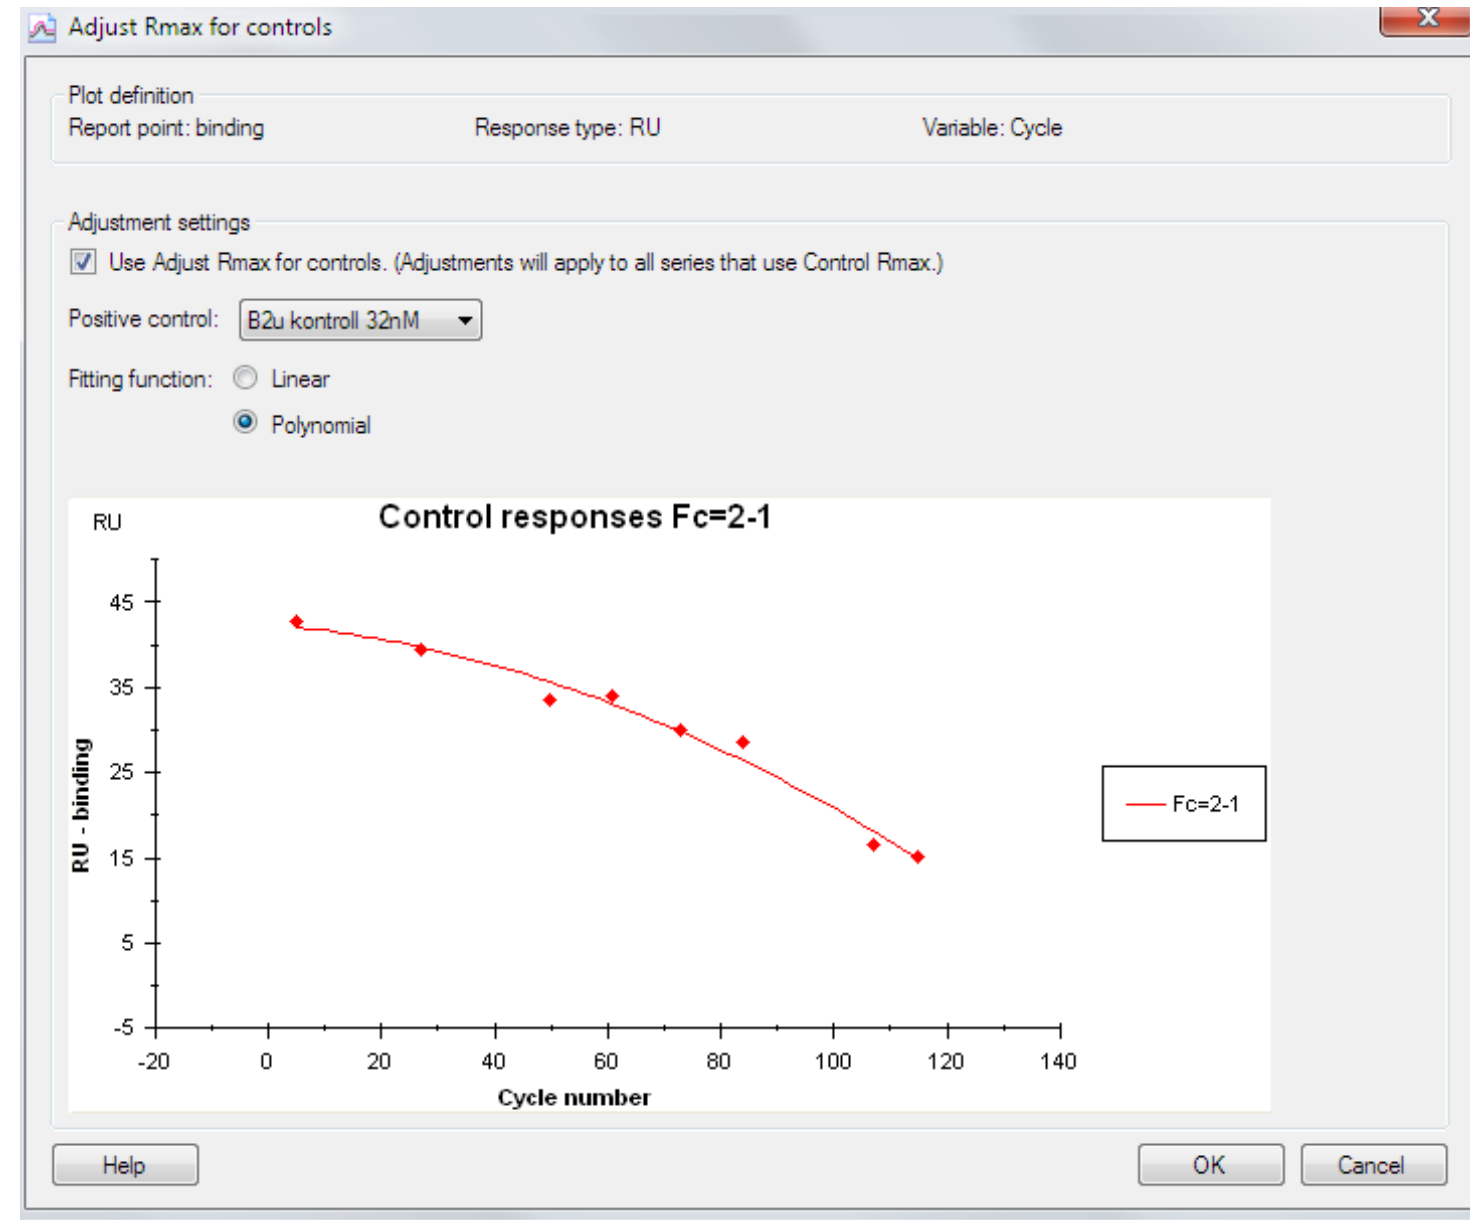 Adjust Rmax for controls
x
Plot definition
Report point: binding Response type: RU Variable: Cycle
Adjustment settings
Use Adjust Rmax for controls. (Adjustments will apply to all series that use Control Rmax.)
Positive control: B2u kontroll 32nM
Fitting function: Linear
Polynomial
RU Control responses Fc=2-1
45
35
25
15
5
-5
RU - binding
Fc=2-1
-20 0 20 40 60 80 100 120 140
Cycle number
Help OK Cancel